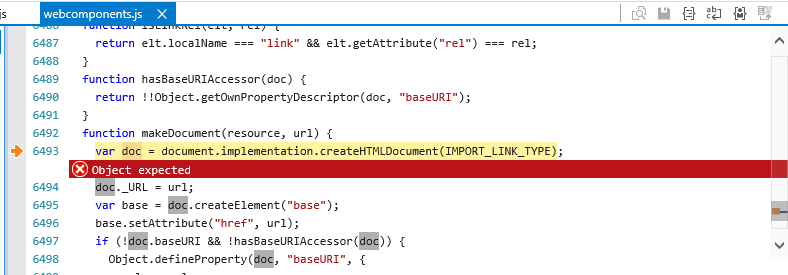 js webcomponents.js
6486 function isLinkRel(elt, rel) {
6487 return elt.localName === "link" && elt.getAttribute("rel") === rel;
6488 }
6489 function hasBaseURIAccessor(doc) {
6490 return !!Object.getOwnPropertyDescriptor(doc, "baseURI");
6491 }
6492 function makeDocument(resource, url) {
6493 var doc = document.implementation.createHTMLDocument(IMPORT_LINK_TYPE);
Object expected
6494 doc._URL = url;
6495 var base = doc.createElement("base");
6496 base.setAttribute("href", url);
6497 if (!doc.baseURI && !hasBaseURIAccessor(doc)) {
6498 Object.defineProperty(doc, "baseURI", {